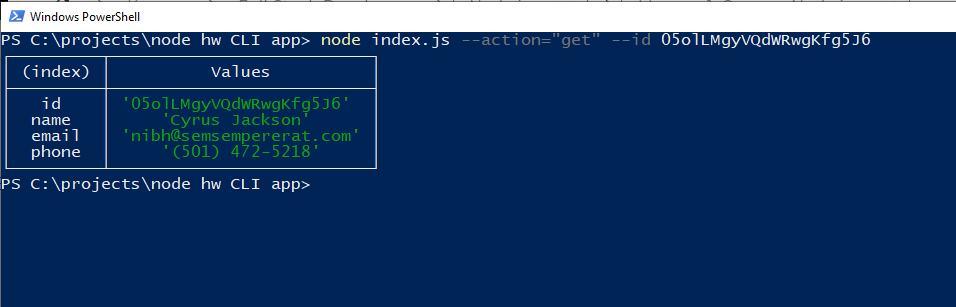 Windows PowerShell
PS C:\projects\node hw CLI app> node index.js --action="get" --id 05olLMgyVQdWRwgKfg5J6
(index) Values
id '05olLMgyVQdWRwgKfg5J6'
name 'Cyrus Jackson'
email 'nibh@semsempererat.com'
phone '(501) 472-5218'
PS C:\projects\node hw CLI app>